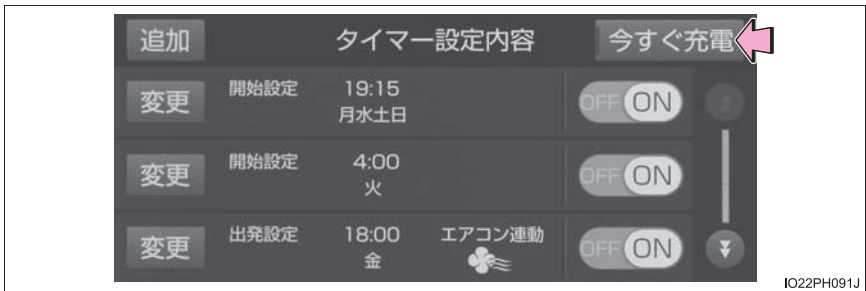 追加 タイマー設定内容 今すぐ充電
変更 開始設定 19:15 OFF ON
月水土日
変更 開始設定 4:00 OFF ON
火
変更 出発設定 18:00 エアコン連動 OFF ON
金
IO22PH091J